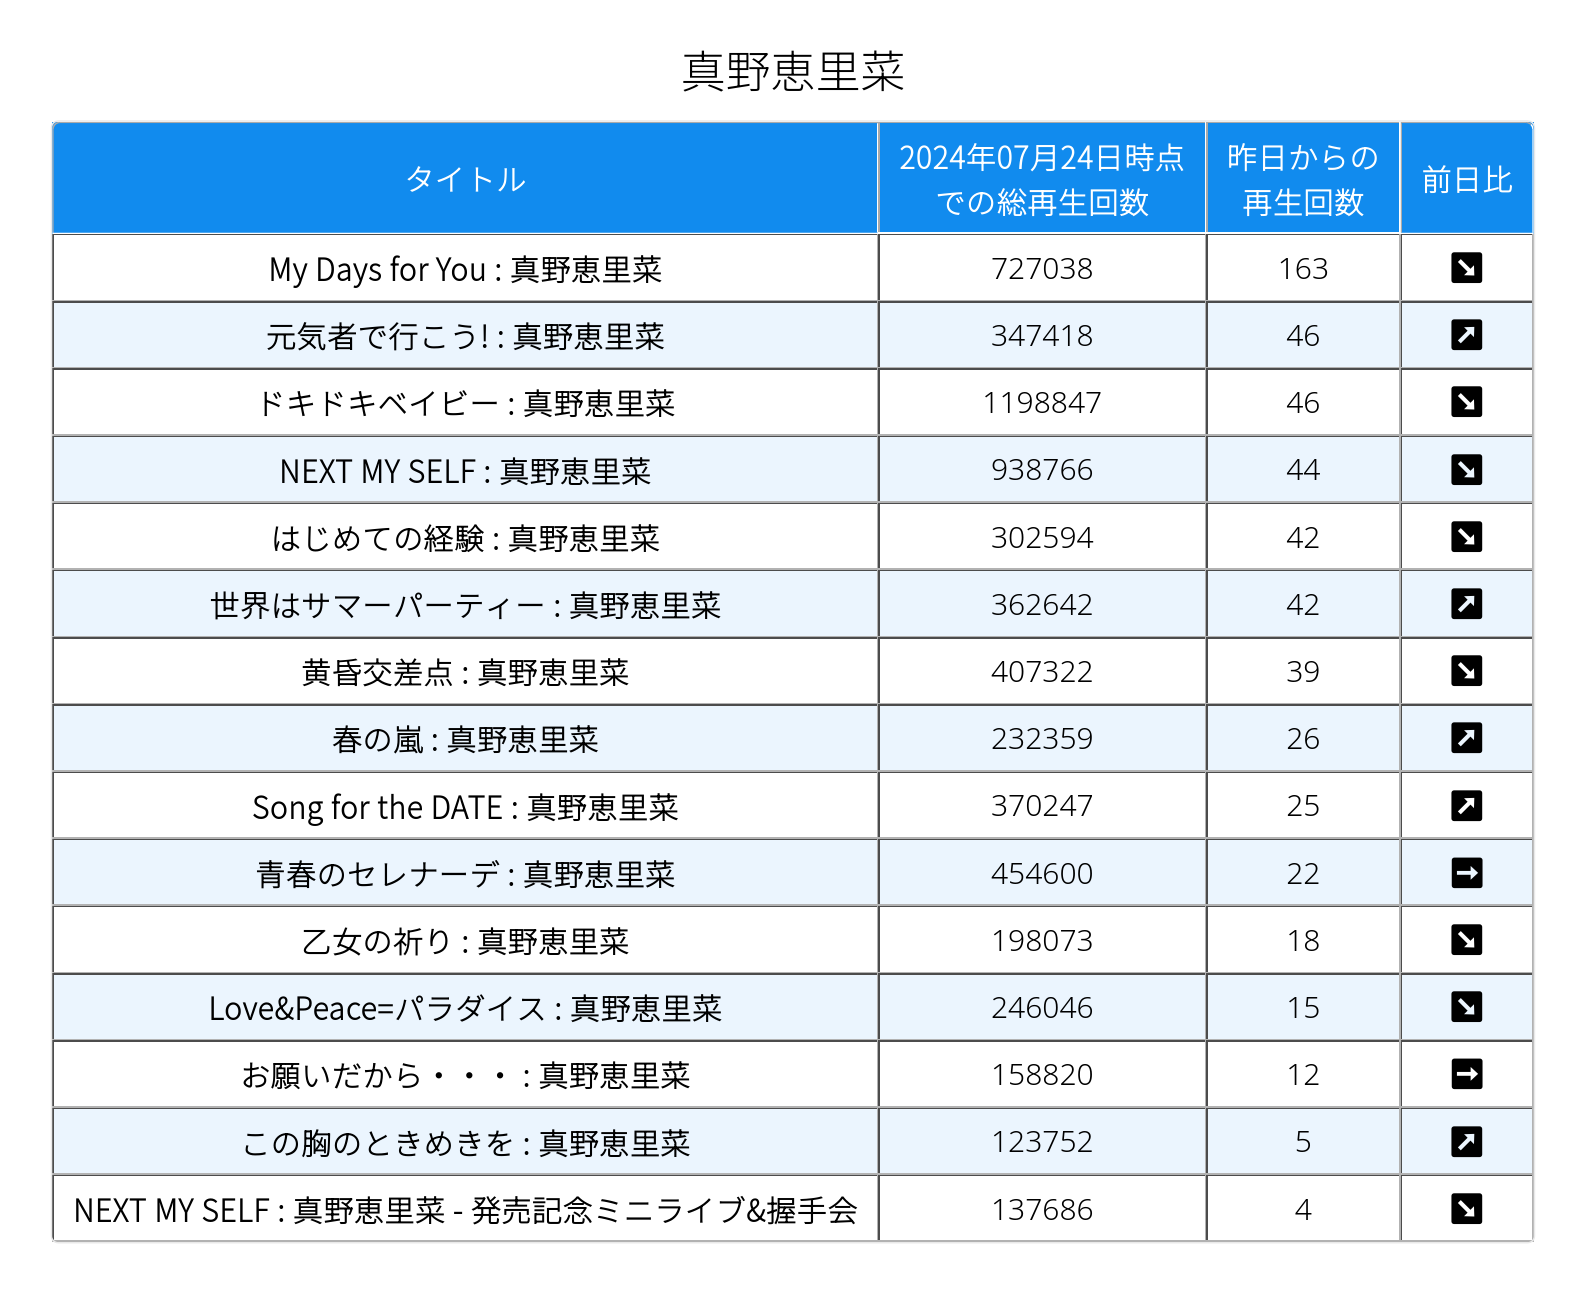 真野恵里菜
タイトル 2024年07月24日時点での総再生回数 昨日からの再生回数 前日比
My Days for You : 真野恵里菜 727038 163 ↘
元気者で行こう! : 真野恵里菜 347418 46 ↗
ドキドキベイビー : 真野恵里菜 1198847 46 ↘
NEXT MY SELF : 真野恵里菜 938766 44 ↘
はじめての経験 : 真野恵里菜 302594 42 ↘
世界はサマーパーティー : 真野恵里菜 362642 42 ↗
黄昏交差点 : 真野恵里菜 407322 39 ↘
春の嵐 : 真野恵里菜 232359 26 ↗
Song for the DATE : 真野恵里菜 370247 25 ↗
青春のセレナーデ : 真野恵里菜 454600 22 →
乙女の祈り : 真野恵里菜 198073 18 ↘
Love&Peace=パラダイス : 真野恵里菜 246046 15 ↘
お願いだから・・・ : 真野恵里菜 158820 12 →
この胸のときめきを : 真野恵里菜 123752 5 ↗
NEXT MY SELF : 真野恵里菜 - 発売記念ミニライブ&握手会 137686 4 ↘